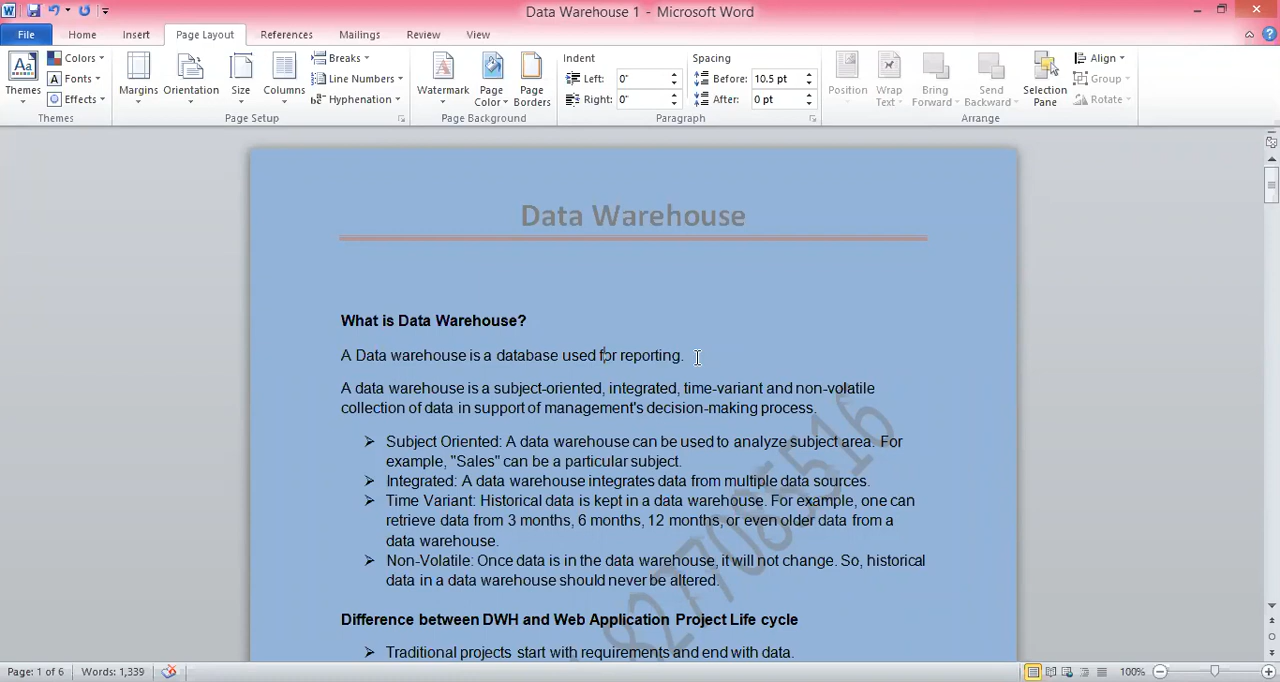 Data Warehouse 1 - Microsoft Word
File Home Insert Page Layout References Mailings Review View
Themes Colors Fonts Effects Themes
Margins Orientation Size Columns Breaks Line Numbers Hyphenation Page Setup
Watermark Page Color Page Borders Page Background
Indent Left: 0" Right: 0" Spacing Before: 10.5 pt After: 0 pt Paragraph
Position Wrap Text Bring Forward Send Backward Selection Pane Align Group Rotate Arrange
Data Warehouse
What is Data Warehouse?
A Data warehouse is a database used for reporting.
A data warehouse is a subject-oriented, integrated, time-variant and non-volatile
collection of data in support of management's decision-making process.
Subject Oriented: A data warehouse can be used to analyze subject area. For
example, "Sales" can be a particular subject.
Integrated: A data warehouse integrates data from multiple data sources.
Time Variant: Historical data is kept in a data warehouse. For example, one can
retrieve data from 3 months, 6 months, 12 months, or even older data from a
data warehouse.
Non-Volatile: Once data is in the data warehouse, it will not change. So, historical
data in a data warehouse should never be altered.
Difference between DWH and Web Application Project Life cycle
Traditional projects start with requirements and end with data.
Page: 1 of 6 Words: 1,339 100%